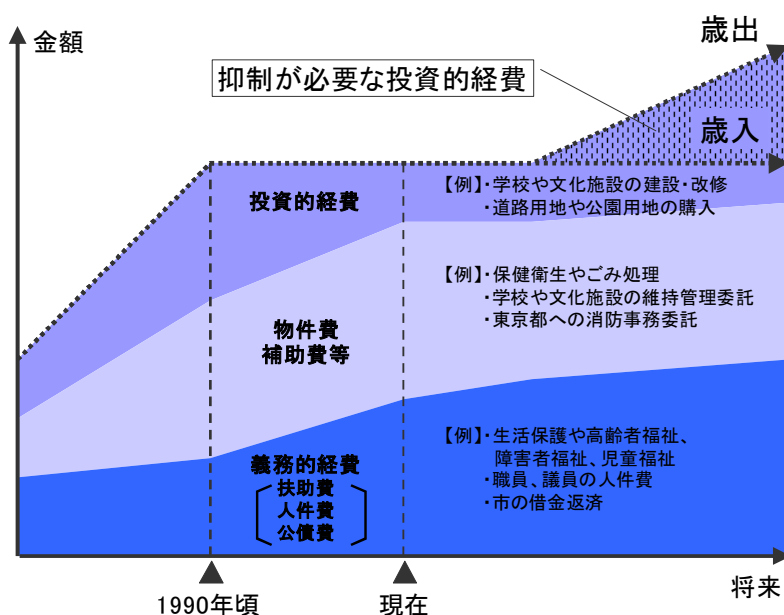 金額
歳出
抑制が必要な投資的経費
歳入
投資的経費
【例】・学校や文化施設の建設・改修
・道路用地や公園用地の購入
物件費
補助費等
【例】・保健衛生やごみ処理
・学校や文化施設の維持管理委託
・東京都への消防事務委託
義務的経費
扶助費
人件費
公債費
【例】・生活保護や高齢者福祉、
障害者福祉、児童福祉
・職員、議員の人件費
・市の借金返済
1990年頃
現在
将来